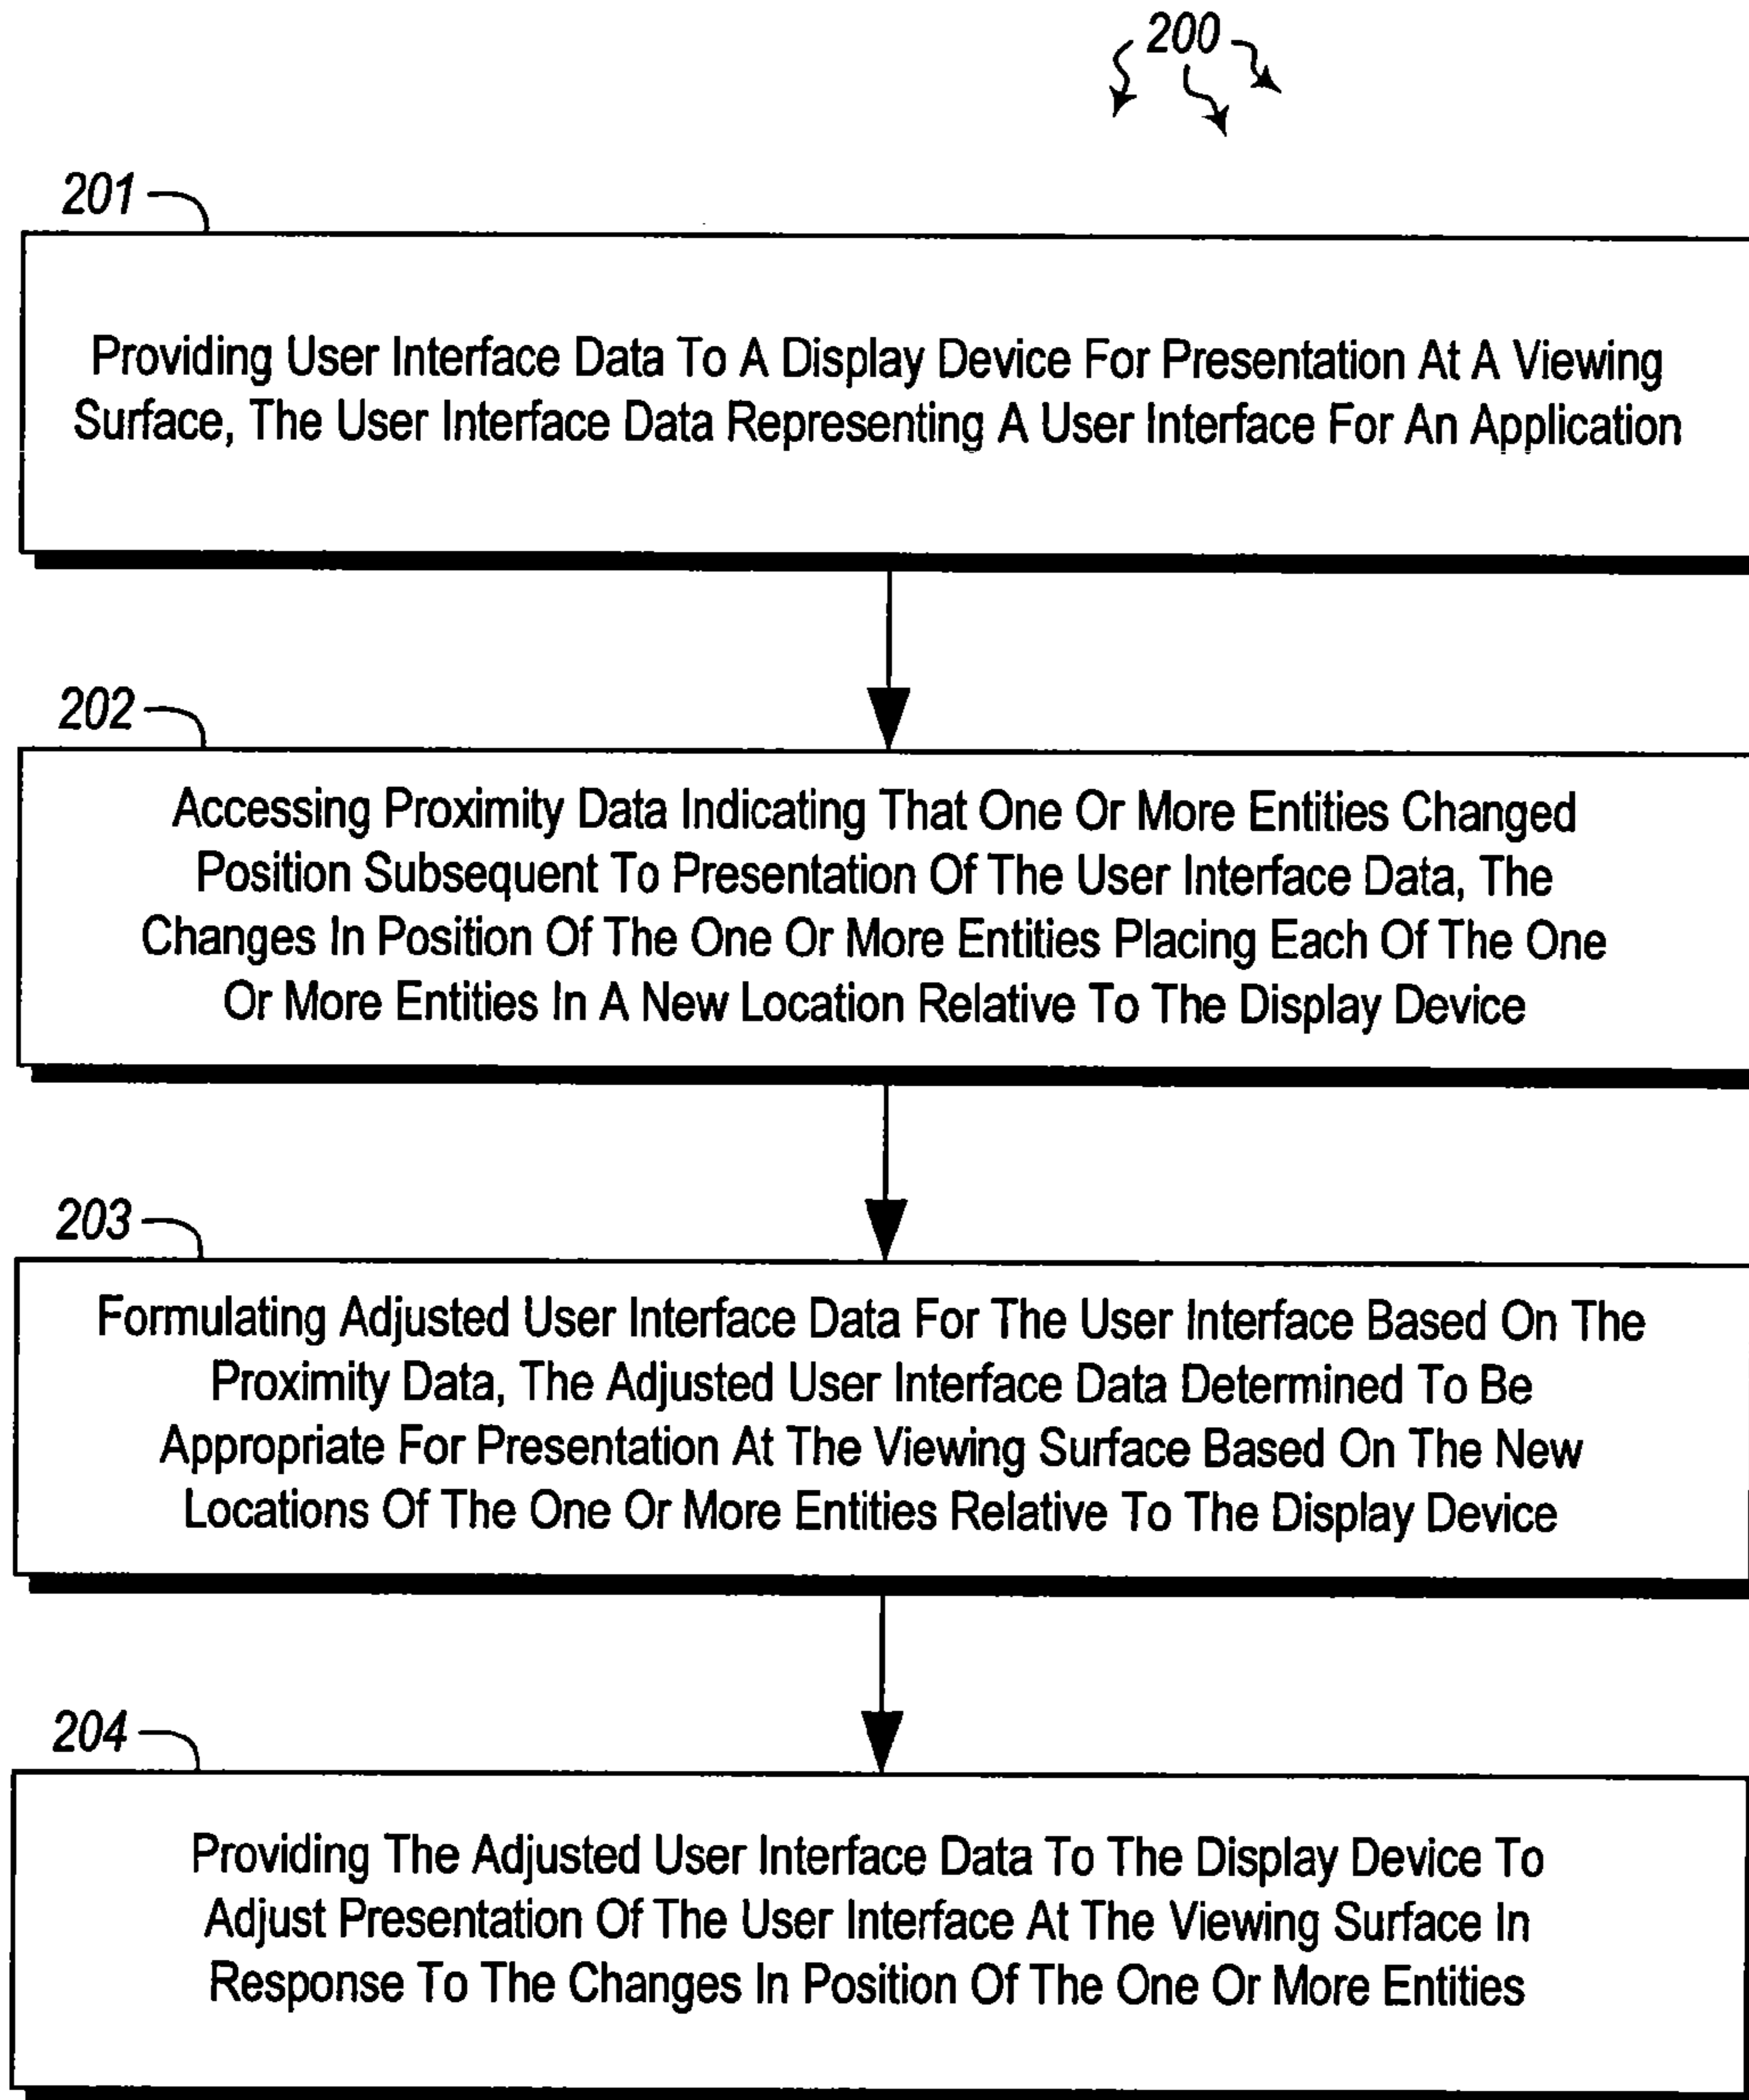 200
201
Providing User Interface Data To A Display Device For Presentation At A Viewing
Surface, The User Interface Data Representing A User Interface For An Application
202
Accessing Proximity Data Indicating That One Or More Entities Changed
Position Subsequent To Presentation Of The User Interface Data, The
Changes In Position Of The One Or More Entities Placing Each Of The One
Or More Entities In A New Location Relative To The Display Device
203
Formulating Adjusted User Interface Data For The User Interface Based On The
Proximity Data, The Adjusted User Interface Data Determined To Be
Appropriate For Presentation At The Viewing Surface Based On The New
Locations Of The One Or More Entities Relative To The Display Device
204
Providing The Adjusted User Interface Data To The Display Device To
Adjust Presentation Of The User Interface At The Viewing Surface In
Response To The Changes In Position Of The One Or More Entities